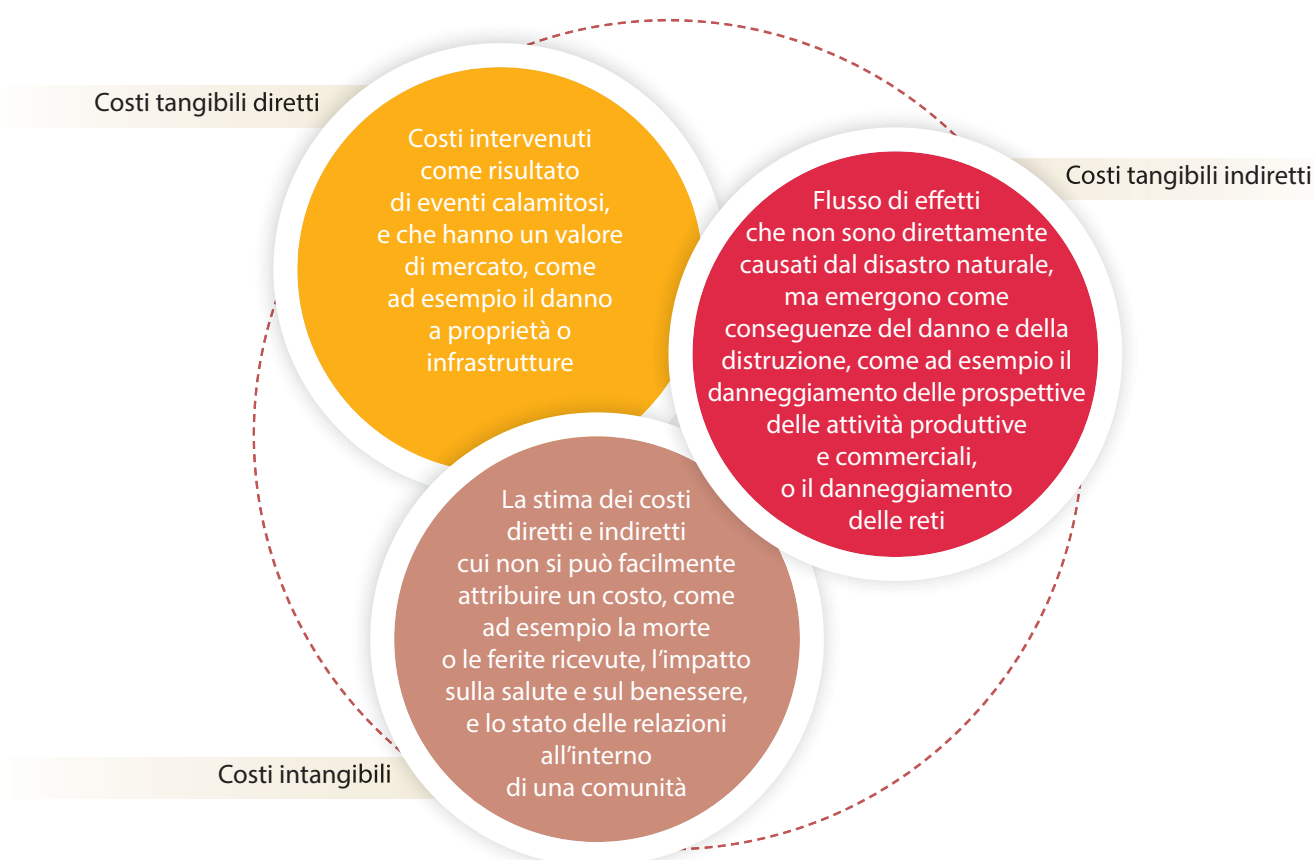 Costi tangibili diretti
Costi intervenuti
come risultato
di eventi calamitosi,
e che hanno un valore
di mercato, come
ad esempio il danno
a proprietà o
infrastrutture
Costi tangibili indiretti
Flusso di effetti
che non sono direttamente
causati dal disastro naturale,
ma emergono come
conseguenze del danno e della
distruzione, come ad esempio il
danneggiamento delle prospettive
delle attività produttive
e commerciali,
o il danneggiamento
delle reti
La stima dei costi
diretti e indiretti
cui non si può facilmente
attribuire un costo, come
ad esempio la morte
o le ferite ricevute, l’impatto
sulla salute e sul benessere,
e lo stato delle relazioni
all’interno
di una comunità
Costi intangibili